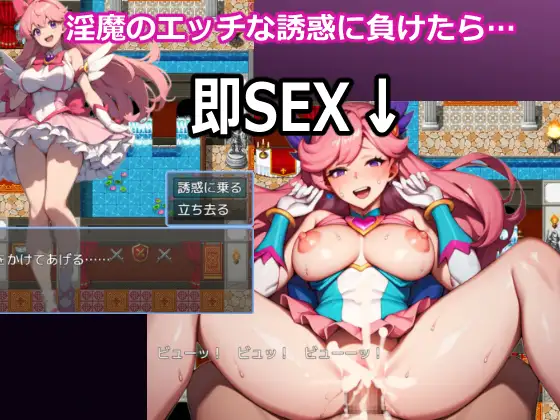 淫魔のエッチな誘惑に負けたら…
即SEX↓
誘惑に乗る
立ち去る
をかけてあげる……
ビューッ！ ビュッ！ ビューーッ！